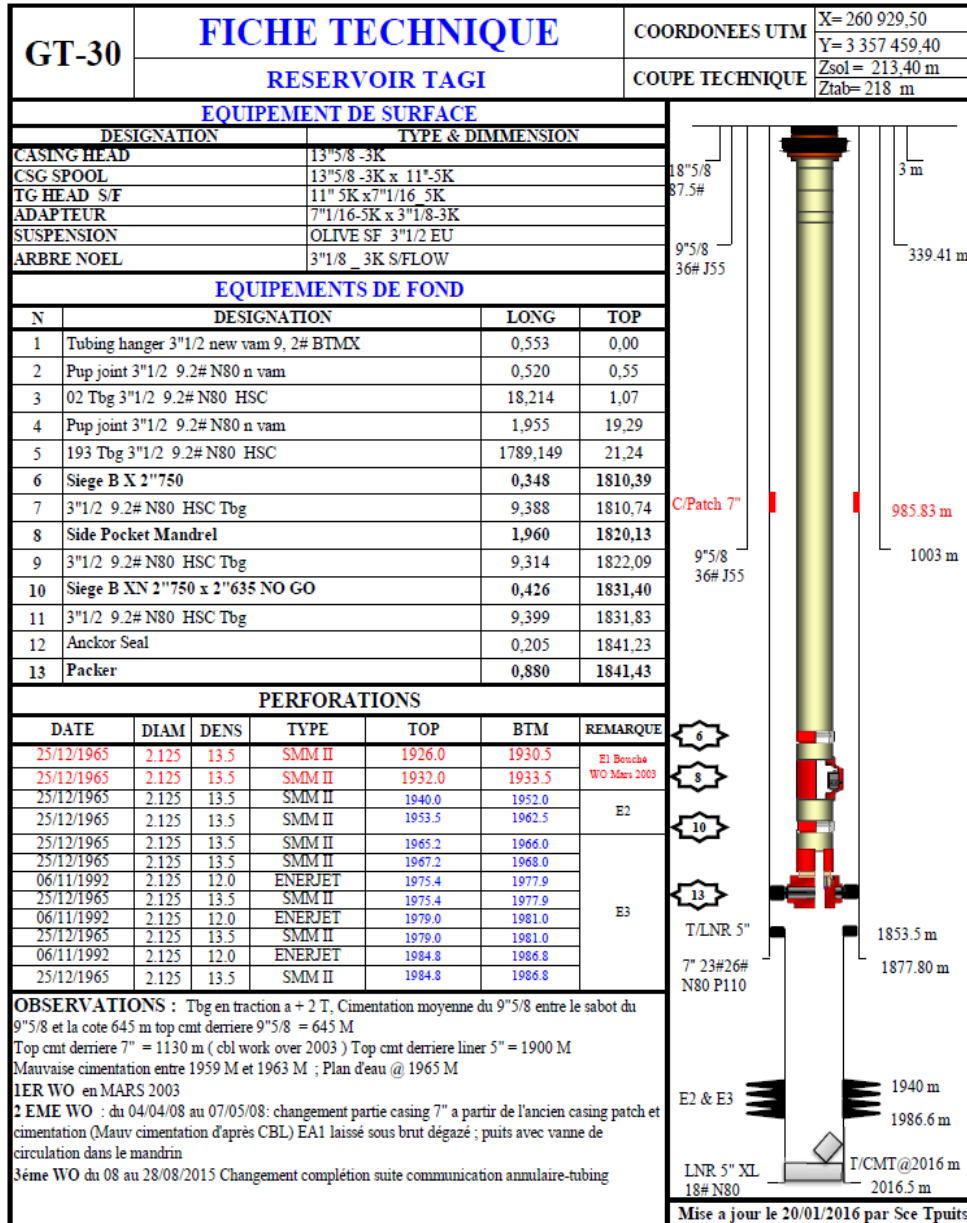 GT-30
FICHE TECHNIQUE
RESERVOIR TAGI
COORDONEES UTM
X= 260 929,50
Y= 3 357 459,40
COUPE TECHNIQUE
Zsol = 213,40 m
Ztab= 218 m
EQUIPEMENT DE SURFACE
DESIGNATION TYPE & DIMMENSION
CASING HEAD 13"5/8 -3K
CSG SPOOL 13"5/8 -3K x 11"-5K
TG HEAD S/F 11" 5K x7"1/16_5K
ADAPTEUR 7"1/16-5K x 3"1/8-3K
SUSPENSION OLIVE SF 3"1/2 EU
ARBRE NOEL 3"1/8 _ 3K S/FLOW
EQUIPEMENTS DE FOND
N DESIGNATION LONG TOP
1 Tubing hanger 3"1/2 new vam 9, 2# BTMX 0,553 0,00
2 Pup joint 3"1/2 9.2# N80 n vam 0,520 0,55
3 02 Tbg 3"1/2 9.2# N80 HSC 18,214 1,07
4 Pup joint 3"1/2 9.2# N80 n vam 1,955 19,29
5 193 Tbg 3"1/2 9.2# N80 HSC 1789,149 21,24
6 Siege B X 2"750 0,348 1810,39
7 3"1/2 9.2# N80 HSC Tbg 9,388 1810,74
8 Side Pocket Mandrel 1,960 1820,13
9 3"1/2 9.2# N80 HSC Tbg 9,314 1822,09
10 Siege B XN 2"750 x 2"635 NO GO 0,426 1831,40
11 3"1/2 9.2# N80 HSC Tbg 9,399 1831,83
12 Anckor Seal 0,205 1841,23
13 Packer 0,880 1841,43
PERFORATIONS
DATE DIAM DENS TYPE TOP BTM REMARQUE
25/12/1965 2.125 13.5 SMM II 1926.0 1930.5 E1 Bouché
25/12/1965 2.125 13.5 SMM II 1932.0 1933.5 WO Mars 2003
25/12/1965 2.125 13.5 SMM II 1940.0 1952.0
25/12/1965 2.125 13.5 SMM II 1953.5 1962.5
E2
25/12/1965 2.125 13.5 SMM II 1965.2 1966.0
25/12/1965 2.125 13.5 SMM II 1967.2 1968.0
06/11/1992 2.125 12.0 ENERJET 1975.4 1977.9
25/12/1965 2.125 13.5 SMM II 1975.4 1977.9
06/11/1992 2.125 12.0 ENERJET 1979.0 1981.0
25/12/1965 2.125 13.5 SMM II 1979.0 1981.0
06/11/1992 2.125 12.0 ENERJET 1984.8 1986.8
25/12/1965 2.125 13.5 SMM II 1984.8 1986.8
E3
OBSERVATIONS : Tbg en traction a + 2 T, Cimentation moyenne du 9"5/8 entre le sabot du
9"5/8 et la cote 645 m top cmt derriere 9"5/8 = 645 M
Top cmt derriere 7" = 1130 m ( cbl work over 2003 ) Top cmt derriere liner 5" = 1900 M
Mauvaise cimentation entre 1959 M et 1963 M ; Plan d'eau @ 1965 M
1ER WO en MARS 2003
2 EME WO : du 04/04/08 au 07/05/08: changement partie casing 7" a partir de l'ancien casing patch et
cimentation (Mauv cimentation d'après CBL) EA1 laissé sous brut dégazé ; puits avec vanne de
circulation dans le mandrin
3éme WO du 08 au 28/08/2015 Changement complétion suite communication annulaire-tubing
18"5/8
87.5#
3 m
9"5/8
36# J55
339.41 m
C/Patch 7"
985.83 m
9"5/8
36# J55
1003 m
6
8
10
13
T/LNR 5"
1853.5 m
7" 23#26#
N80 P110
1877.80 m
E2 & E3
1940 m
1986.6 m
LNR 5" XL
18# N80
T/CMT@2016 m
2016.5 m
Mise a jour le 20/01/2016 par Sce Tpuits